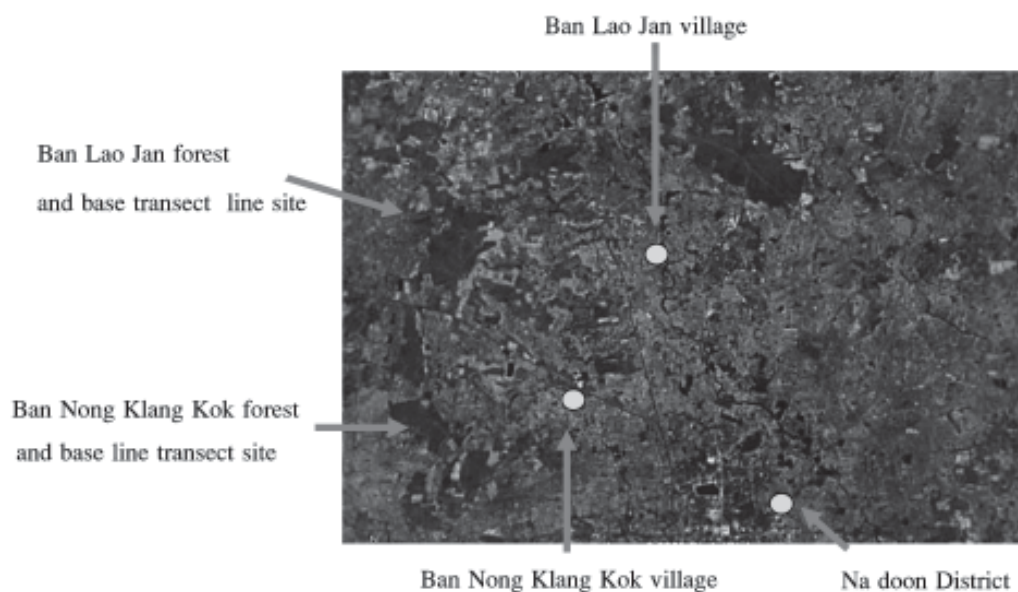 Ban Lao Jan village
Ban Lao Jan forest
and base transect line site
Ban Nong Klang Kok forest
and base line transect site
Ban Nong Klang Kok village
Na doon District